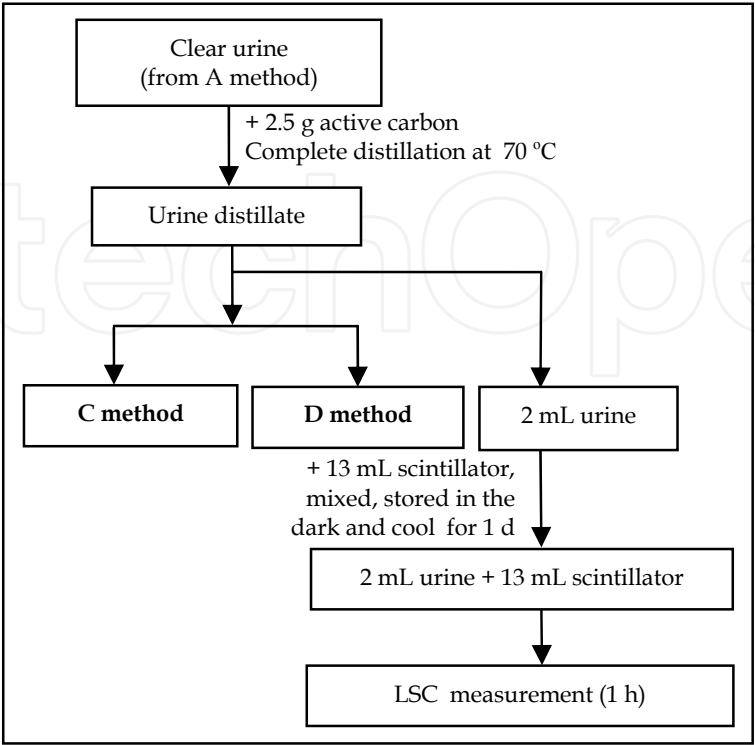 Clear urine
(from A method)
+ 2.5 g active carbon
Complete distillation at 70 ºC
Urine distillate
C method
D method
2 mL urine
+ 13 mL scintillator,
mixed, stored in the
dark and cool for 1 d
2 mL urine + 13 mL scintillator
LSC measurement (1 h)